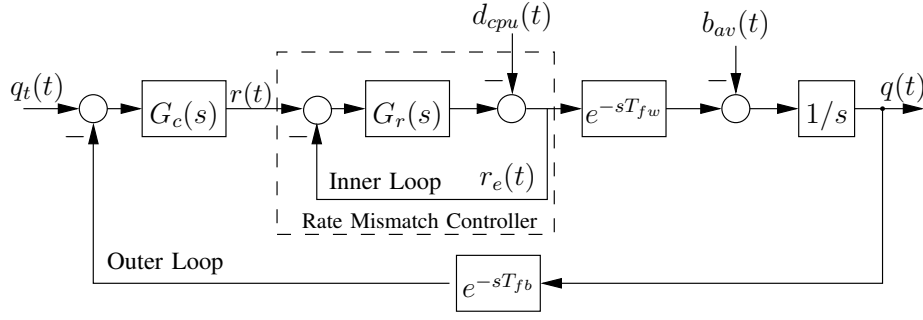 d_{cpu}(t)
b_{av}(t)
q_t(t)
G_c(s)
r(t)
G_r(s)
e^{-sT_{fw}}
1/s
q(t)
−
−
−
−
Inner Loop
r_e(t)
Rate Mismatch Controller
Outer Loop
e^{-sT_{fb}}